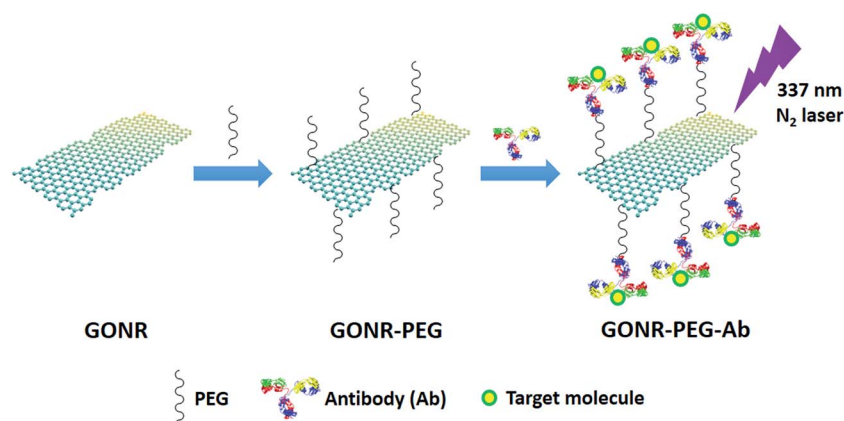 337 nm
N₂ laser
GONR
GONR-PEG
GONR-PEG-Ab
PEG
Antibody (Ab)
Target molecule